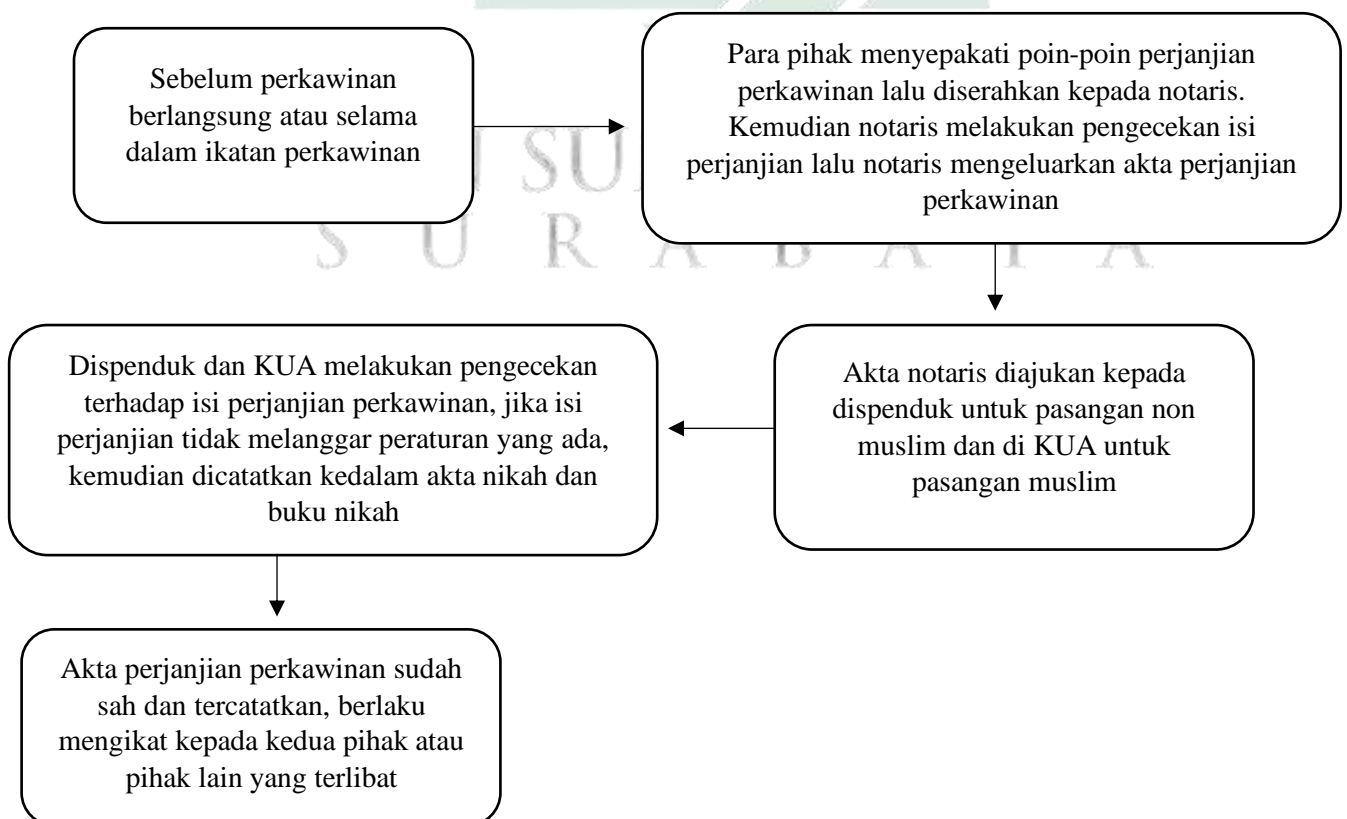 Sebelum perkawinan
berlangsung atau selama
dalam ikatan perkawinan
Para pihak menyepakati poin-poin perjanjian
perkawinan lalu diserahkan kepada notaris.
Kemudian notaris melakukan pengecekan isi
perjanjian lalu notaris mengeluarkan akta perjanjian
perkawinan
SU
S U R A B A Y A
Dispenduk dan KUA melakukan pengecekan
terhadap isi perjanjian perkawinan, jika isi
perjanjian tidak melanggar peraturan yang ada,
kemudian dicatatkan kedalam akta nikah dan
buku nikah
Akta notaris diajukan kepada
dispenduk untuk pasangan non
muslim dan di KUA untuk
pasangan muslim
Akta perjanjian perkawinan sudah
sah dan tercatatkan, berlaku
mengikat kepada kedua pihak atau
pihak lain yang terlibat